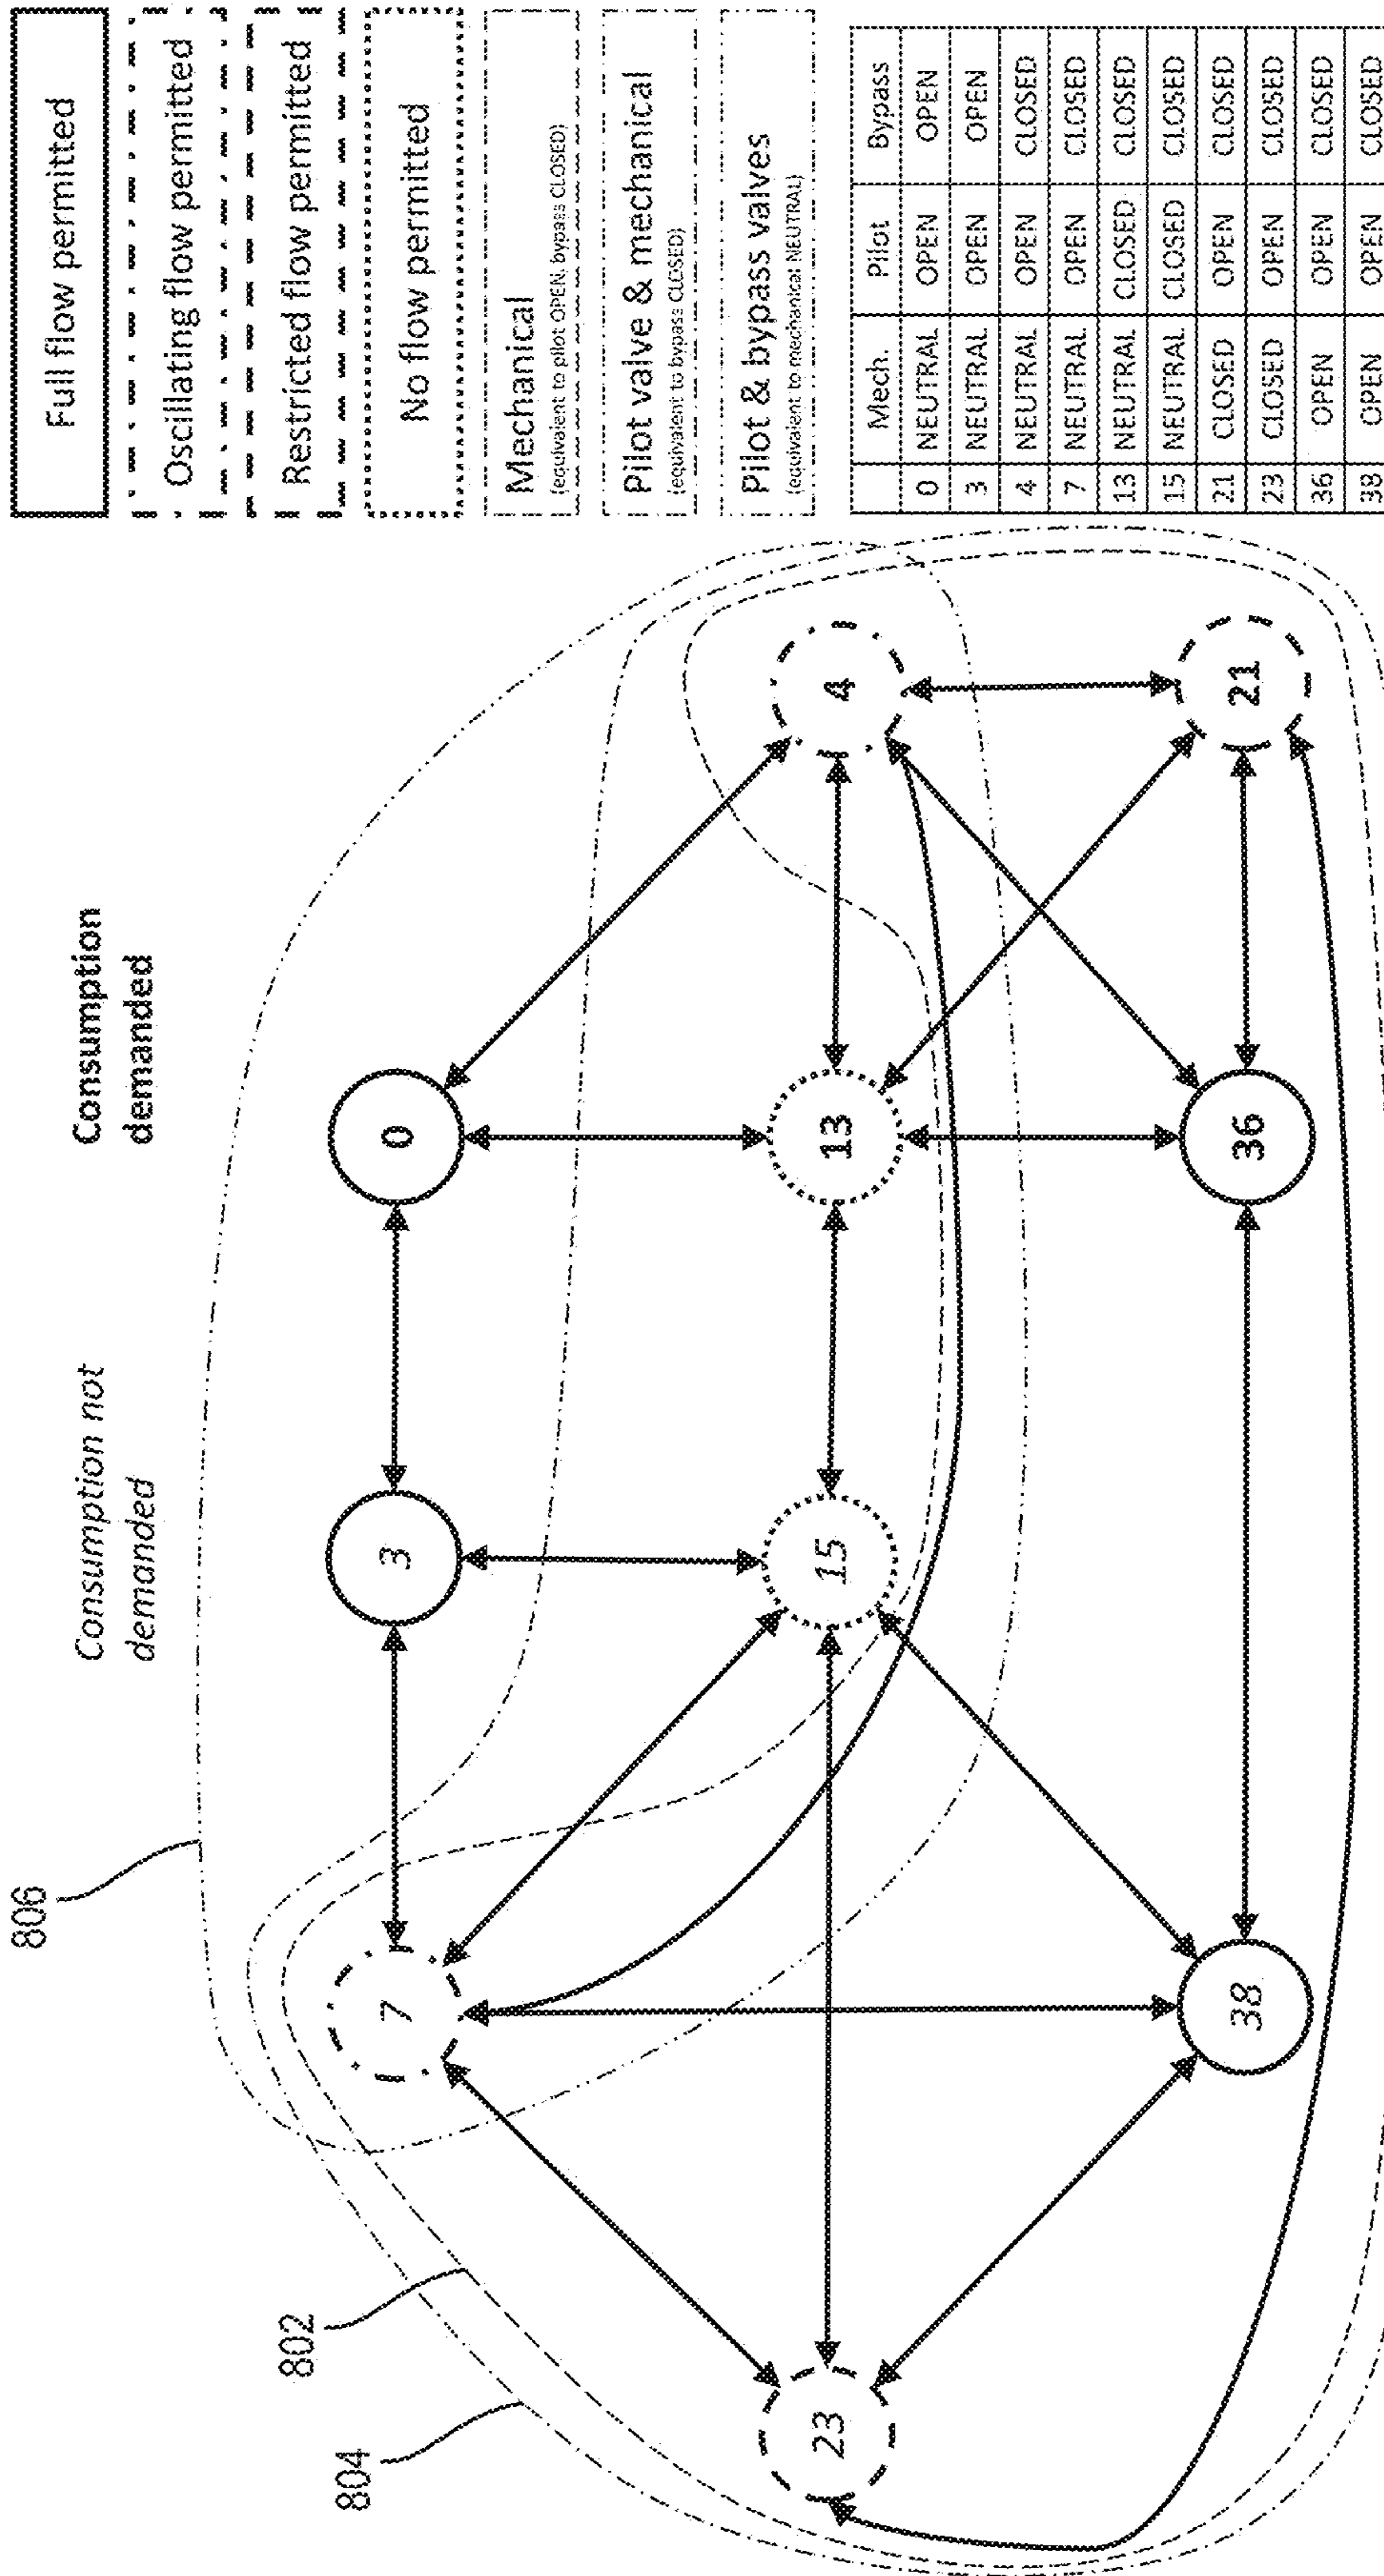 806
802
804
Consumption not
demanded
Consumption
demanded
7
3
0
23
15
13
4
38
36
21
Full flow permitted
Oscillating flow permitted
Restricted flow permitted
No flow permitted
Mechanical
(equivalent to pilot OPEN, bypass CLOSED)
Pilot valve & mechanical
(equivalent to bypass CLOSED)
Pilot & bypass valves
(equivalent to mechanical NEUTRAL)
Mech. Pilot Bypass
0 NEUTRAL OPEN OPEN
3 NEUTRAL OPEN OPEN
4 NEUTRAL OPEN CLOSED
7 NEUTRAL OPEN CLOSED
13 NEUTRAL CLOSED CLOSED
15 NEUTRAL CLOSED CLOSED
21 CLOSED OPEN CLOSED
23 CLOSED OPEN CLOSED
36 OPEN OPEN CLOSED
38 OPEN OPEN CLOSED